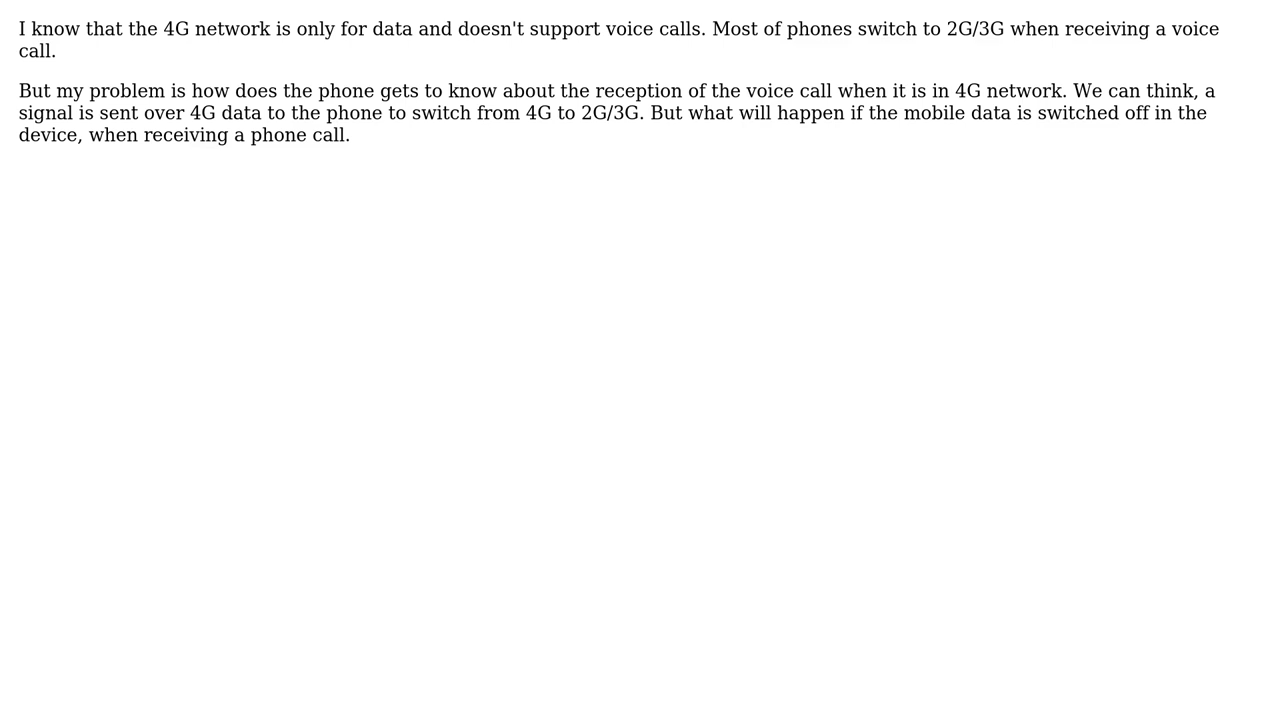 I know that the 4G network is only for data and doesn't support voice calls. Most of phones switch to 2G/3G when receiving a voice
call.
But my problem is how does the phone gets to know about the reception of the voice call when it is in 4G network. We can think, a
signal is sent over 4G data to the phone to switch from 4G to 2G/3G. But what will happen if the mobile data is switched off in the
device, when receiving a phone call.